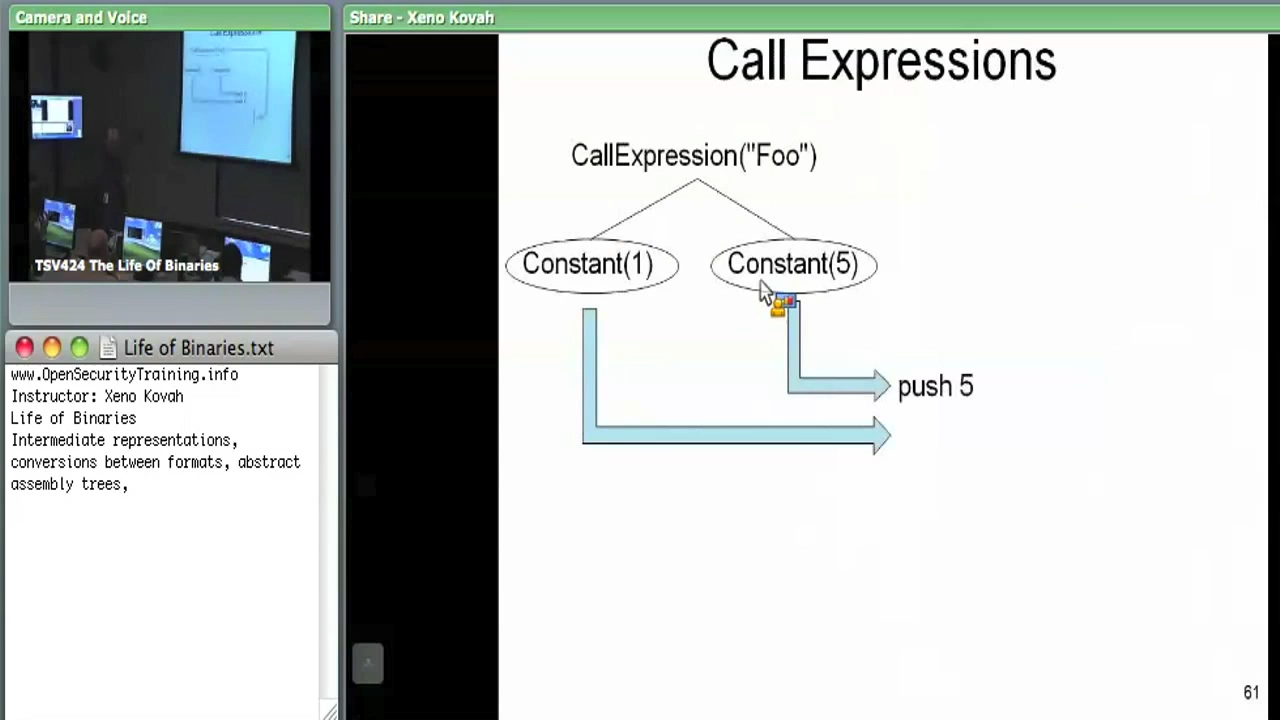 Camera and Voice
Share - Xeno Kovah
TSV424 The Life Of Binaries
Life of Binaries.txt
www.OpenSecurityTraining.info
Instructor: Xeno Kovah
Life of Binaries
Intermediate representations,
conversions between formats, abstract
assembly trees,
Call Expressions
CallExpression("Foo")
Constant(1)
Constant(5)
push 5
61